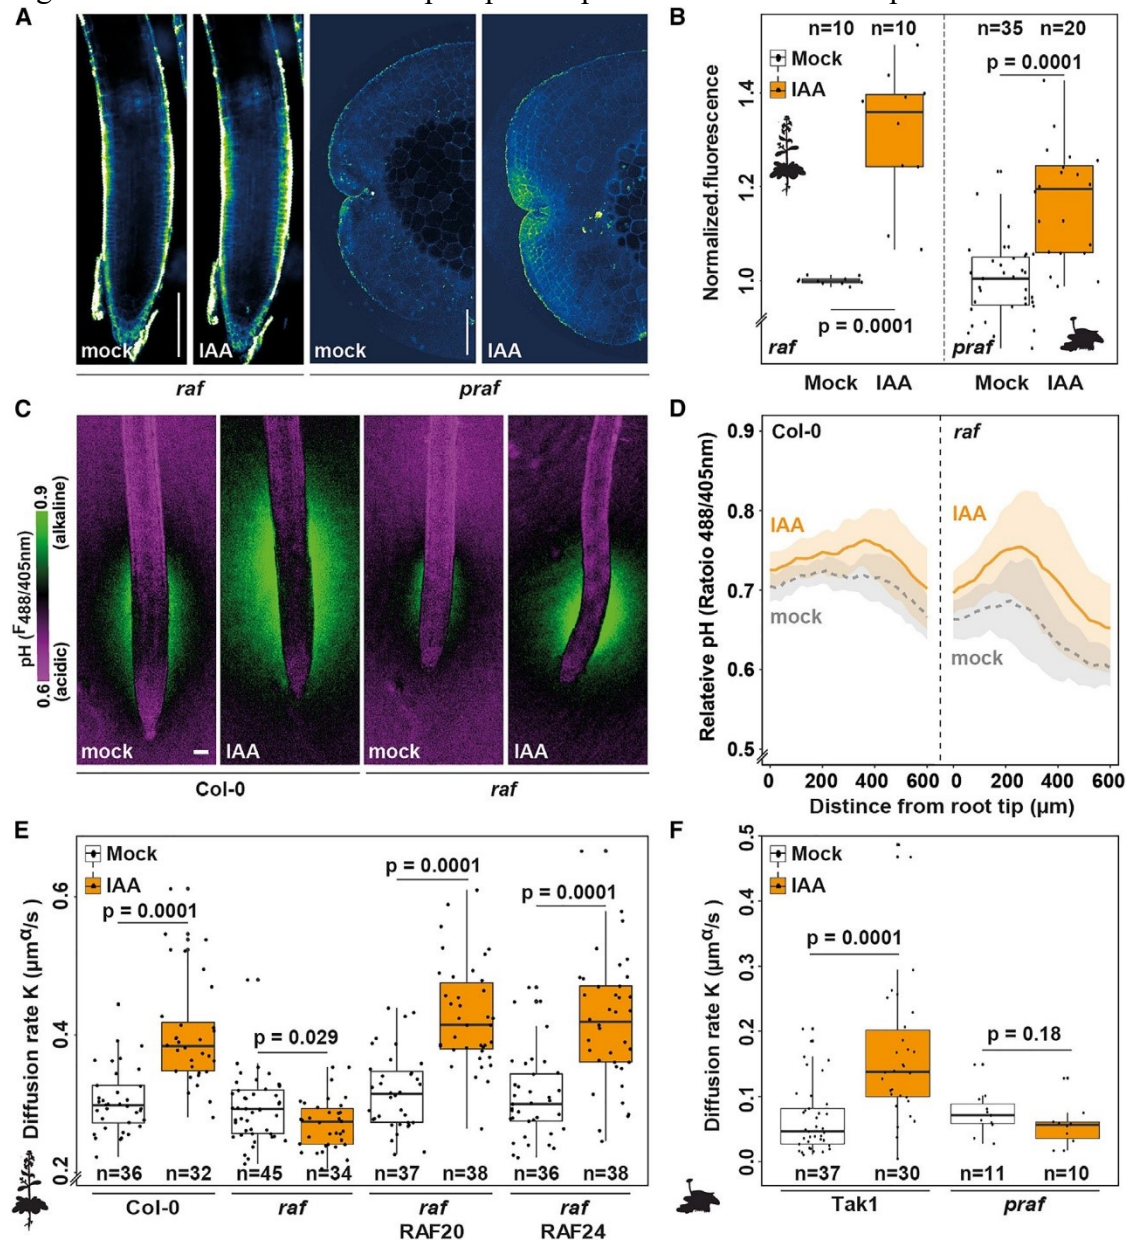 A
mock
IAA
mock
IAA
raf
praf
B
n=10 n=10 n=35 n=20
Mock
IAA
p = 0.0001
Normalized.fluorescence
1.4
1.2
1.0
p = 0.0001
raf
praf
Mock IAA Mock IAA
C
pH (F488/405nm)
0.6 0.9
(acidic) (alkaline)
mock
IAA
mock
IAA
Col-0
raf
D
Relateive pH (Ratoio 488/405nm)
0.9
0.8
0.7
0.6
0.5
Col-0
raf
IAA
IAA
mock
mock
0 200 400 600 0 200 400 600
Distince from root tip (µm)
E
Diffusion rate K (µmα/s )
0.6
0.4
0.2
Mock
IAA
p = 0.0001
p = 0.029
p = 0.0001
p = 0.0001
n=36 n=32 n=45 n=34 n=37 n=38 n=36 n=38
Col-0 raf raf raf
RAF20 RAF24
F
Diffusion rate K (µmα/s )
0.5
0.4
0.3
0.2
0.1
0.0
Mock
IAA
p = 0.0001
p = 0.18
n=37 n=30 n=11 n=10
Tak1 praf